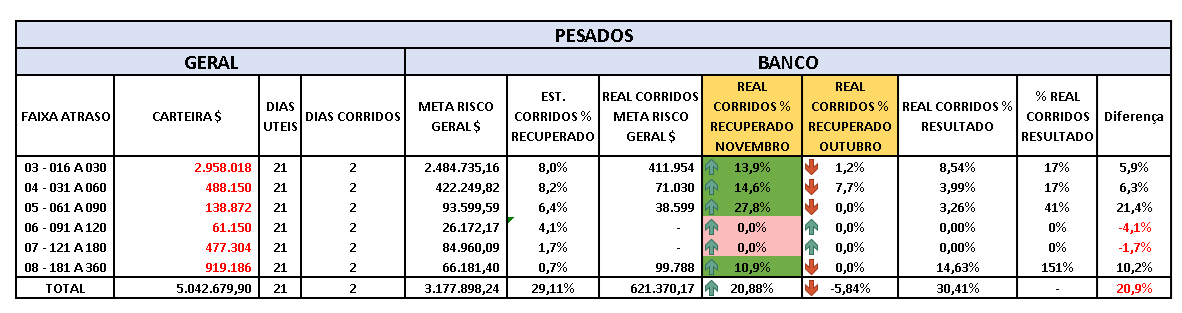 PESADOS
GERAL BANCO
FAIXA ATRASO CARTEIRA $ DIAS UTEIS DIAS CORRIDOS META RISCO GERAL $ EST. CORRIDOS % RECUPERADO REAL CORRIDOS META RISCO GERAL $ REAL CORRIDOS % RECUPERADO NOVEMBRO REAL CORRIDOS % RECUPERADO OUTUBRO REAL CORRIDOS % RESULTADO % REAL CORRIDOS RESULTADO Diferença
03 - 016 A 030 2.958.018 21 2 2.484.735,16 8,0% 411.954 13,9% 1,2% 8,54% 17% 5,9%
04 - 031 A 060 488.150 21 2 422.249,82 8,2% 71.030 14,6% 7,7% 3,99% 17% 6,3%
05 - 061 A 090 138.872 21 2 93.599,59 6,4% 38.599 27,8% 0,0% 3,26% 41% 21,4%
06 - 091 A 120 61.150 21 2 26.172,17 4,1% - 0,0% 0,0% 0,00% 0% -4,1%
07 - 121 A 180 477.304 21 2 84.960,09 1,7% - 0,0% 0,0% 0,00% 0% -1,7%
08 - 181 A 360 919.186 21 2 66.181,40 0,7% 99.788 10,9% 0,0% 14,63% 151% 10,2%
TOTAL 5.042.679,90 21 2 3.177.898,24 29,11% 621.370,17 20,88% -5,84% 30,41% - 20,9%